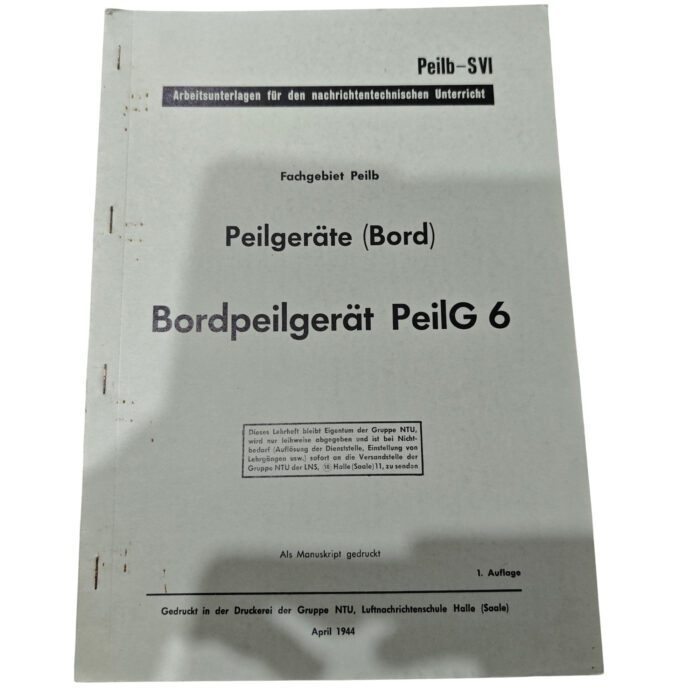 Peilb-SVI
Arbeitsunterlagen für den nachrichtentechnischen Unterricht
Fachgebiet Peilb
Peilgeräte (Bord)
Bordpeilgerät PeilG 6
Dieses Lehrheft bleibt Eigentum der Gruppe NTU,
wird nur leihweise abgegeben und ist bei Nicht-
bedarf (Auflösung der Dienststelle, Einstellung von
Lehrgängen usw.) sofort an die Versandstelle der
Gruppe NTU der LNS, Halle (Saale) 11, zu senden
Als Manuskript gedruckt
1. Auflage
Gedruckt in der Druckerei der Gruppe NTU, Luftnachrichtenschule Halle (Saale)
April 1944